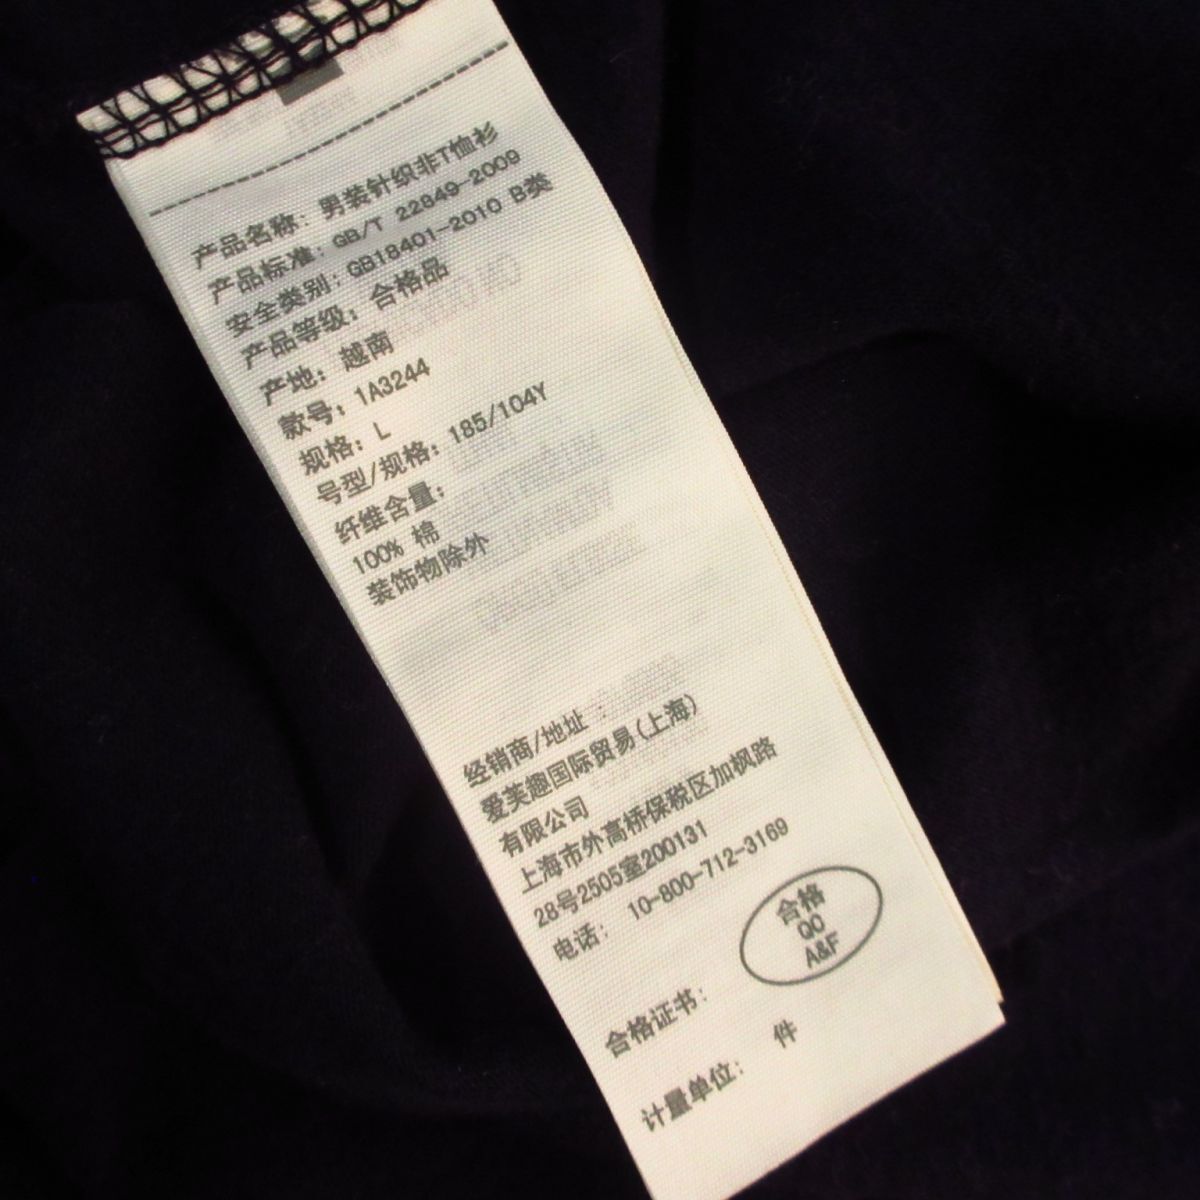 产品名称: 男装针织非T恤衫
产品标准: GB/T 22849-2009
安全类别: GB18401-2010 B类
产品等级: 合格品
产地: 越南
款号: 1A3244
规格: L
号型/规格: 185/104Y
纤维含量:
100% 棉
装饰物除外
经销商/地址 :
爱芙趣国际贸易(上海)
有限公司
上海市外高桥保税区加枫路
28号2505室200131
电话: 10-800-712-3169
合格
QC
A&F
合格证书:
计量单位: 件